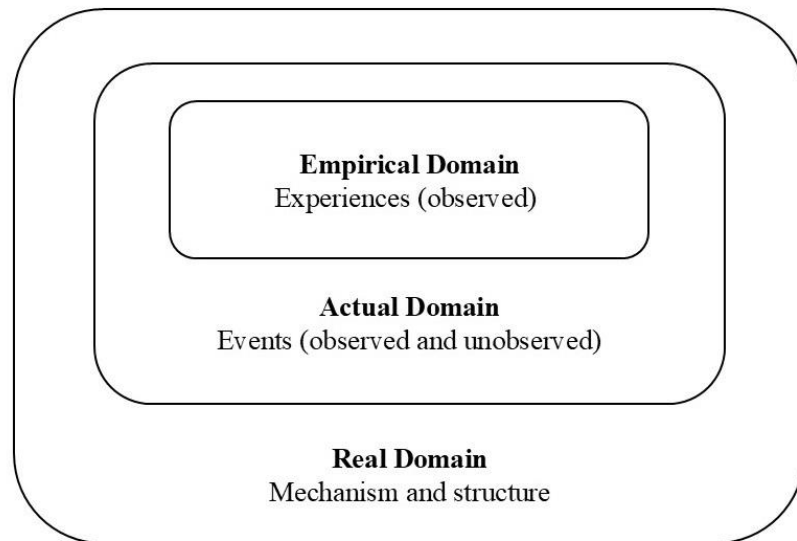 Empirical Domain
Experiences (observed)
Actual Domain
Events (observed and unobserved)
Real Domain
Mechanism and structure